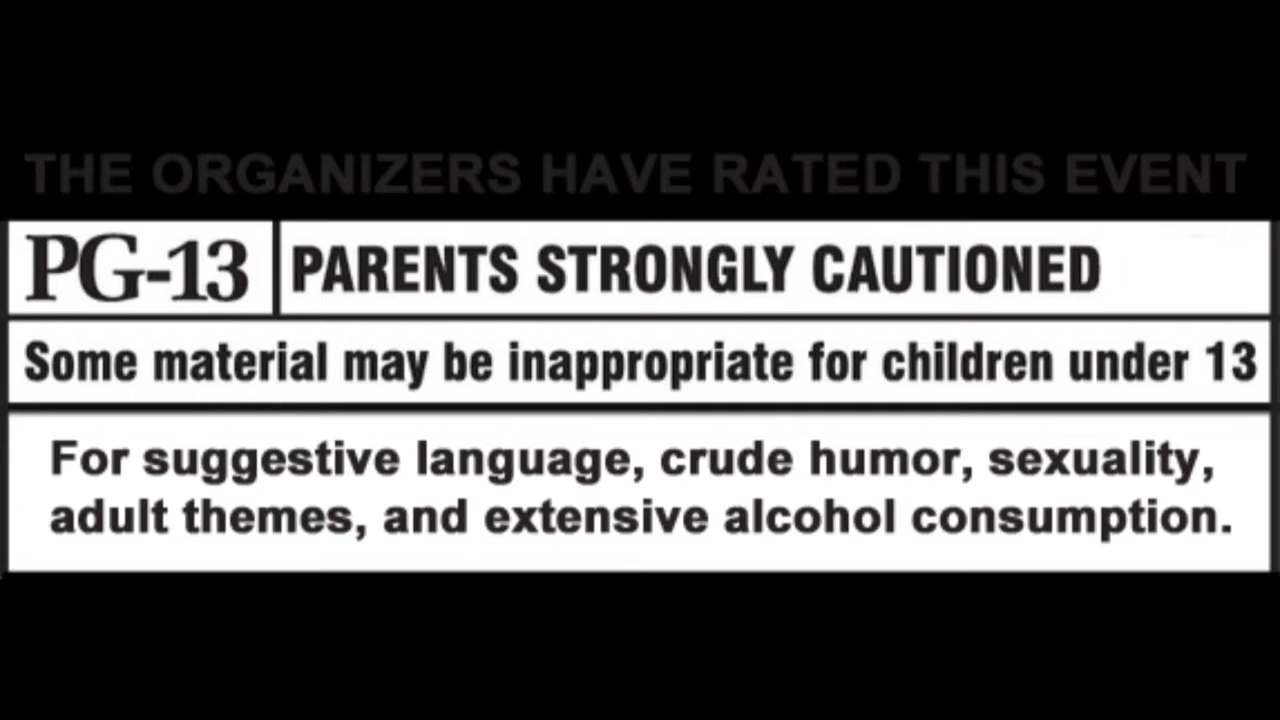 THE ORGANIZERS HAVE RATED THIS EVENT
PG-13 PARENTS STRONGLY CAUTIONED
Some material may be inappropriate for children under 13
For suggestive language, crude humor, sexuality,
adult themes, and extensive alcohol consumption.